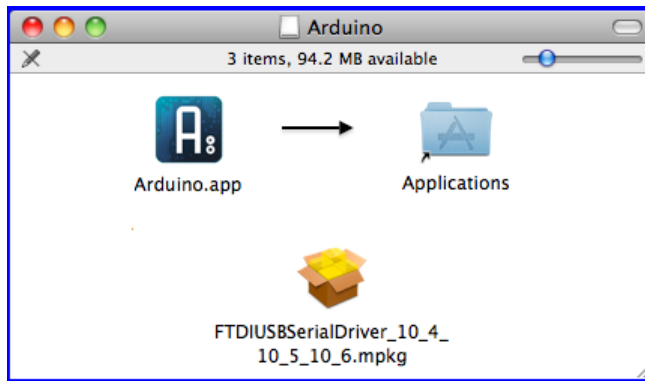 Arduino
3 items, 94.2 MB available
Arduino.app
Applications
FTDIUSBSerialDriver_10_4_
10_5_10_6.mpkg